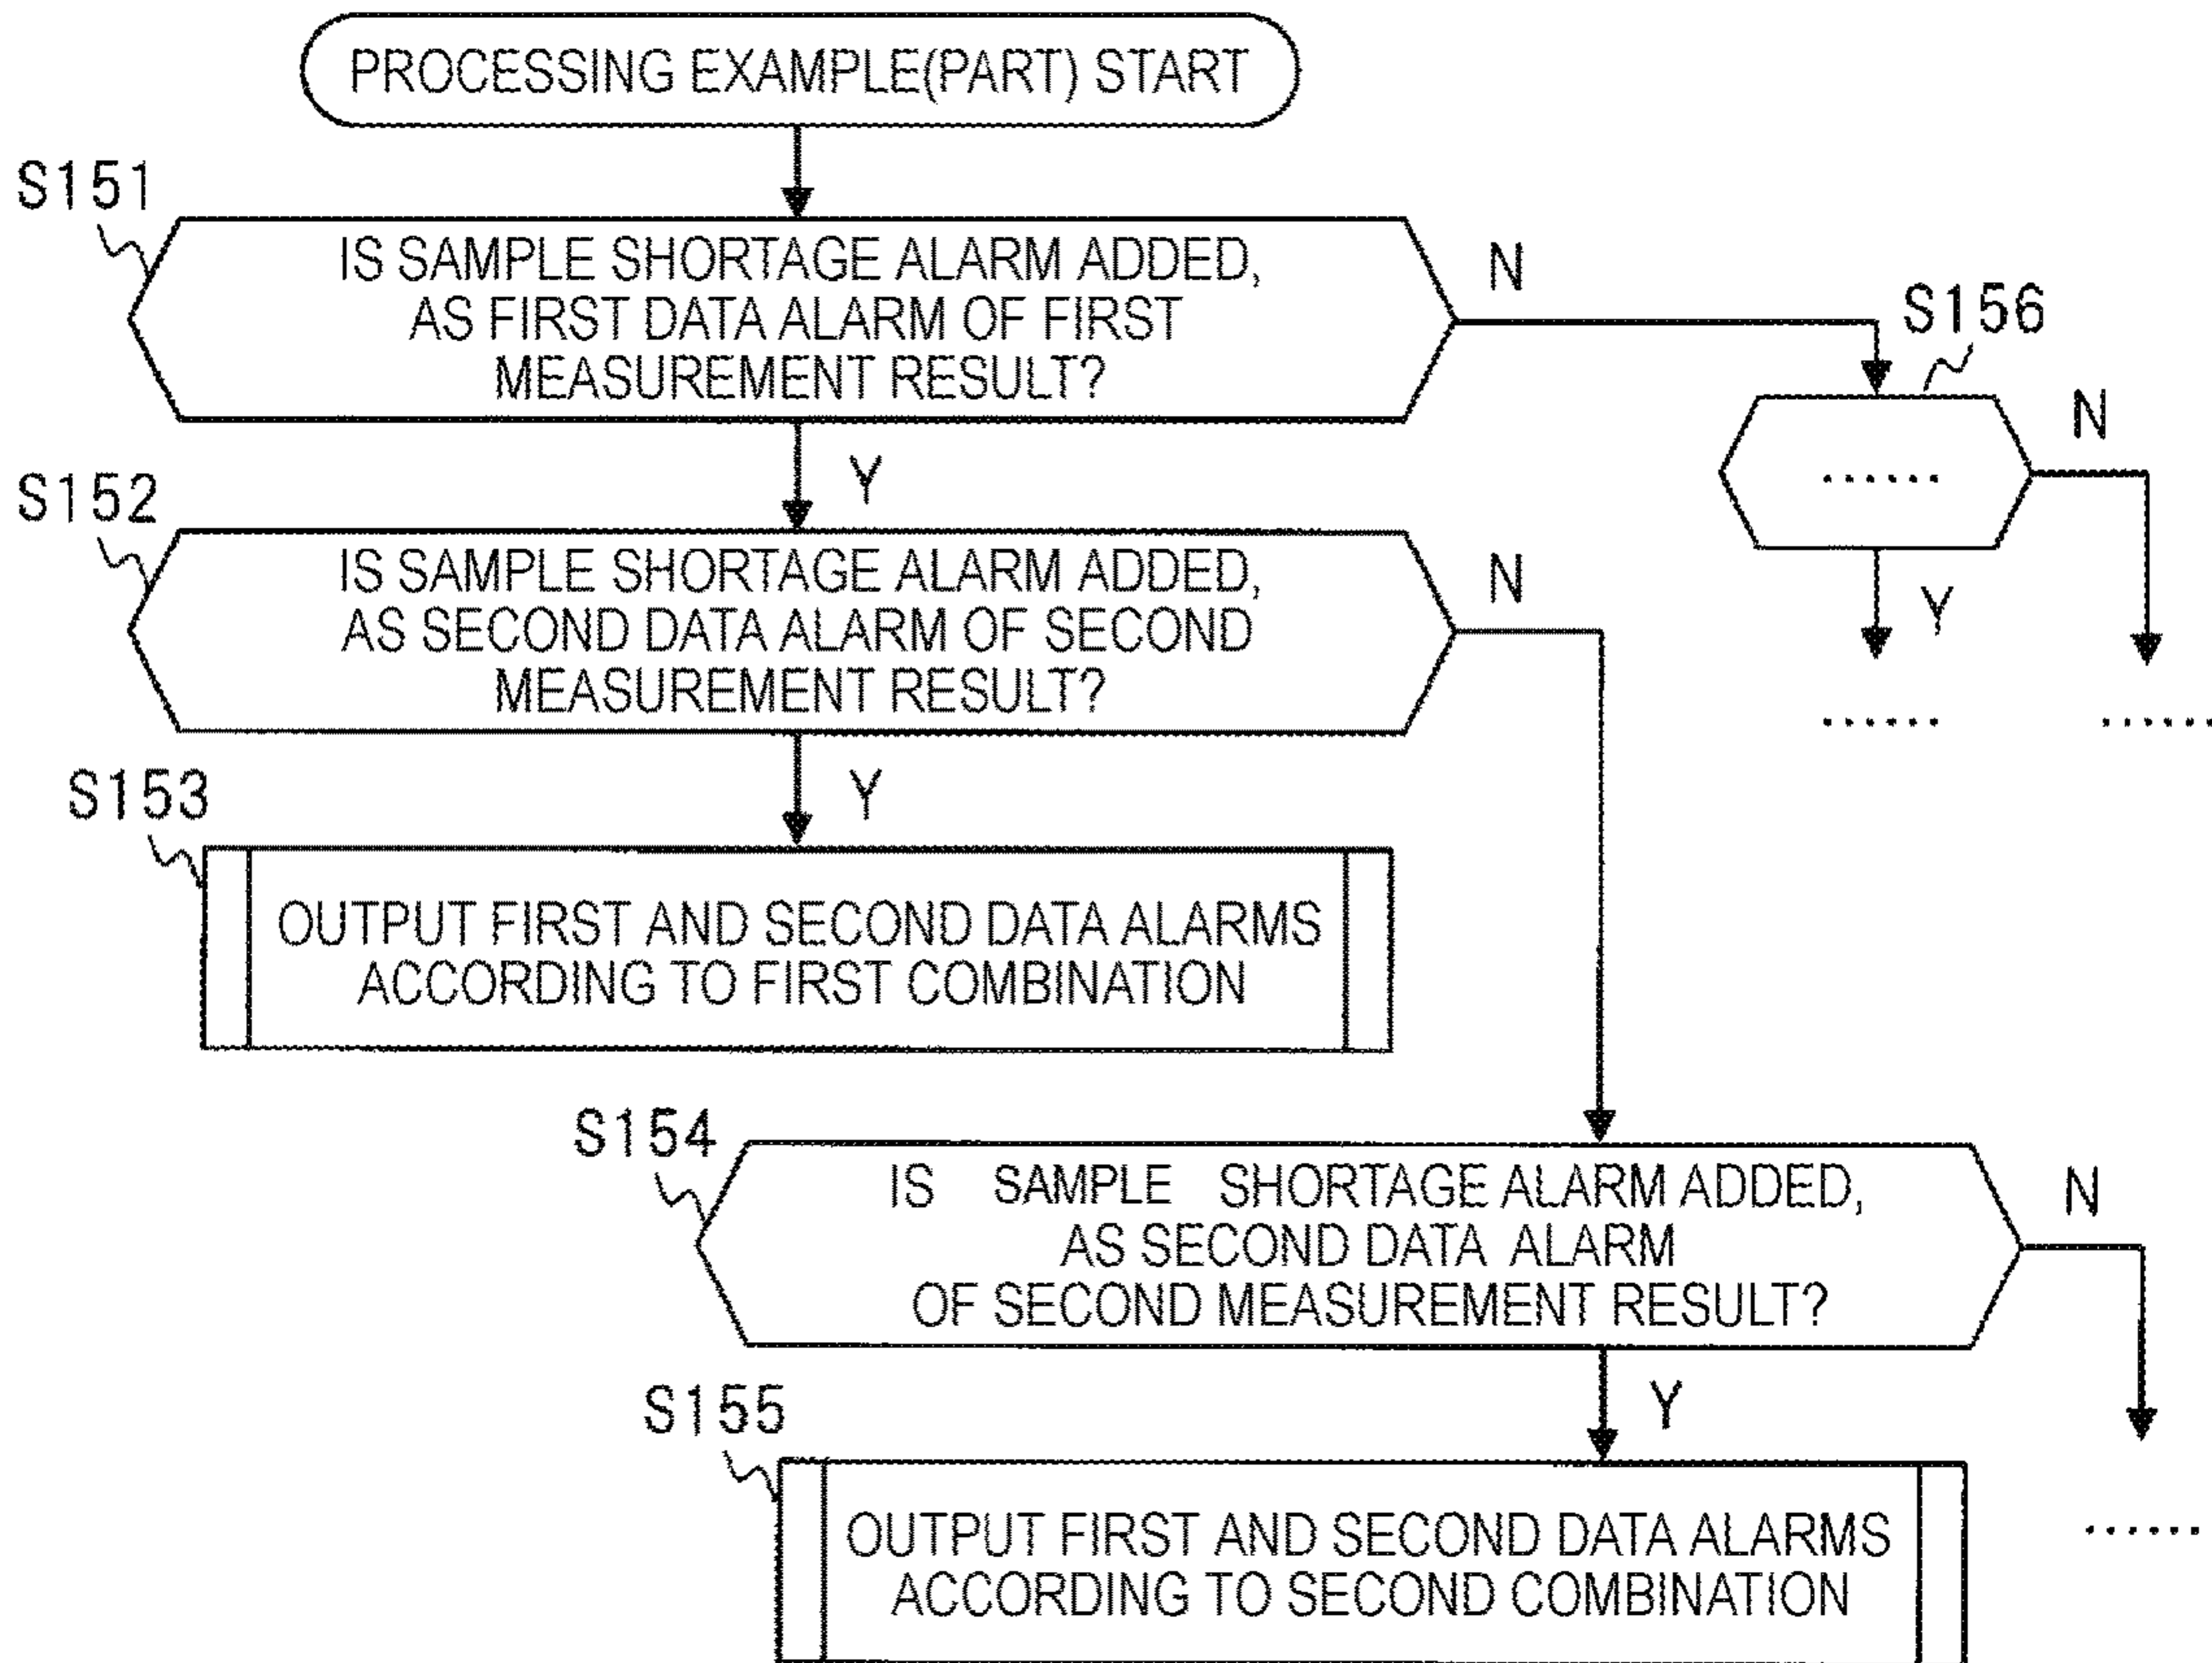 PROCESSING EXAMPLE(PART) START
S151
IS SAMPLE SHORTAGE ALARM ADDED,
AS FIRST DATA ALARM OF FIRST
MEASUREMENT RESULT?
N
S156
......
N
Y
Y
......
......
S152
IS SAMPLE SHORTAGE ALARM ADDED,
AS SECOND DATA ALARM OF SECOND
MEASUREMENT RESULT?
N
Y
S153
OUTPUT FIRST AND SECOND DATA ALARMS
ACCORDING TO FIRST COMBINATION
S154
IS SAMPLE SHORTAGE ALARM ADDED,
AS SECOND DATA ALARM
OF SECOND MEASUREMENT RESULT?
N
Y
......
S155
OUTPUT FIRST AND SECOND DATA ALARMS
ACCORDING TO SECOND COMBINATION